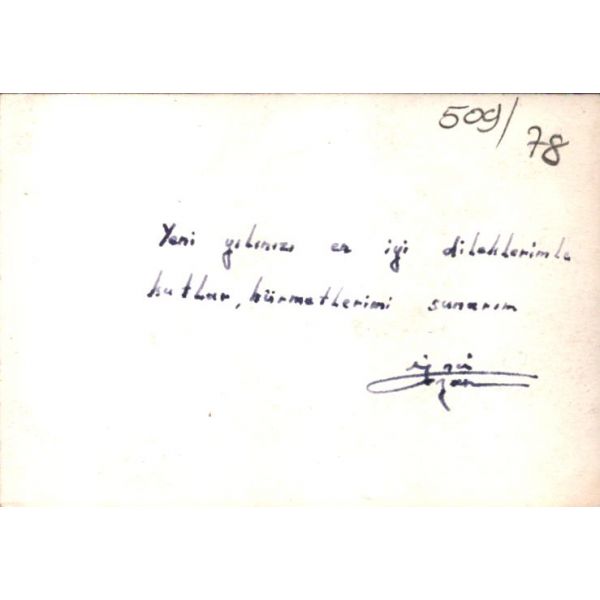 509/78
Yeni yılınızı en iyi dileklerimle
kutlar, hürmetlerimi sunarım